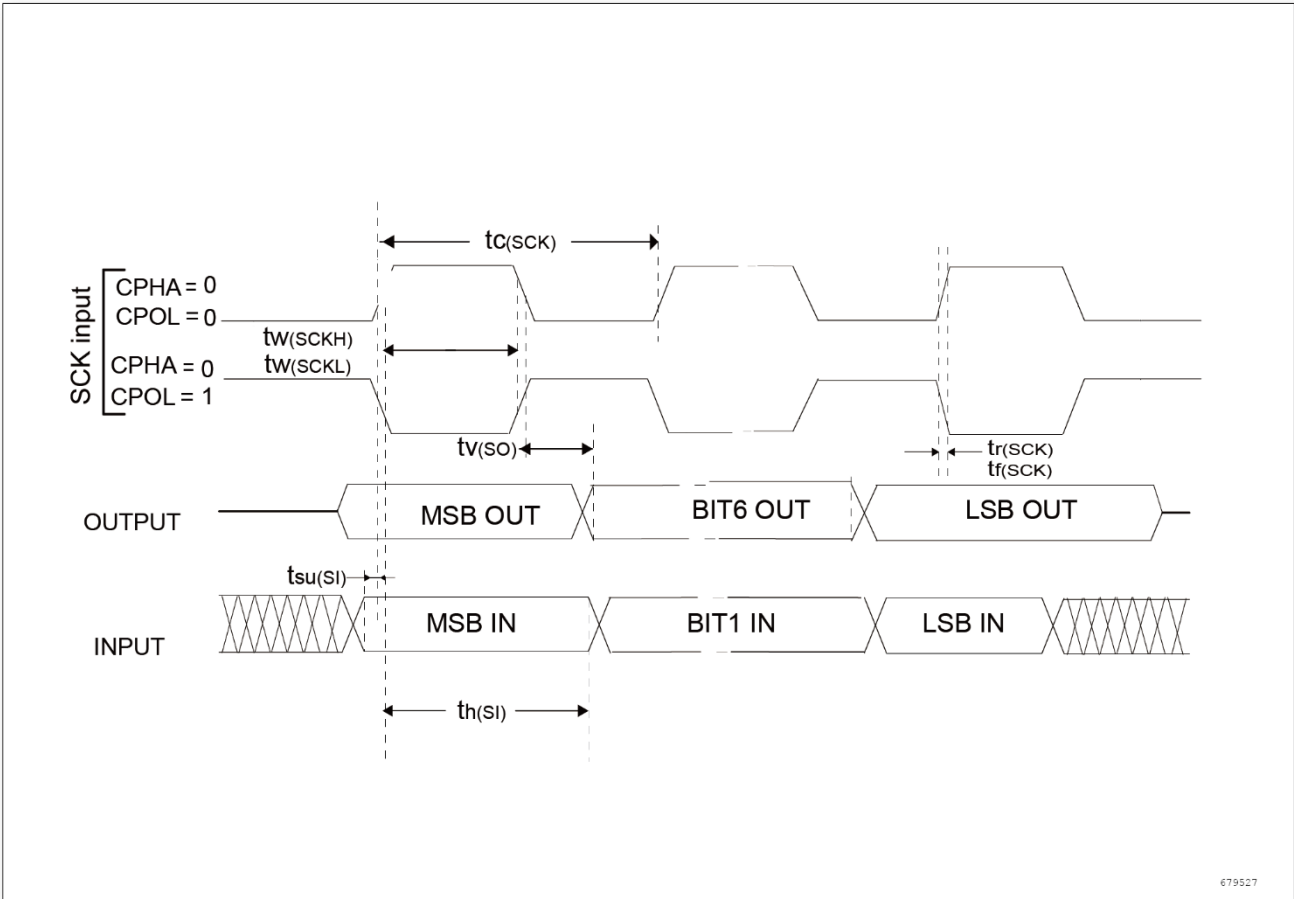 tc(SCK)
SCK input
CPHA = 0
CPOL = 0
tw(SCKH)
CPHA = 0
tw(SCKL)
CPOL = 1
tv(SO)
tr(SCK)
tf(SCK)
OUTPUT
MSB OUT
BIT6 OUT
LSB OUT
tsu(SI)
INPUT
MSB IN
BIT1 IN
LSB IN
th(SI)
679527